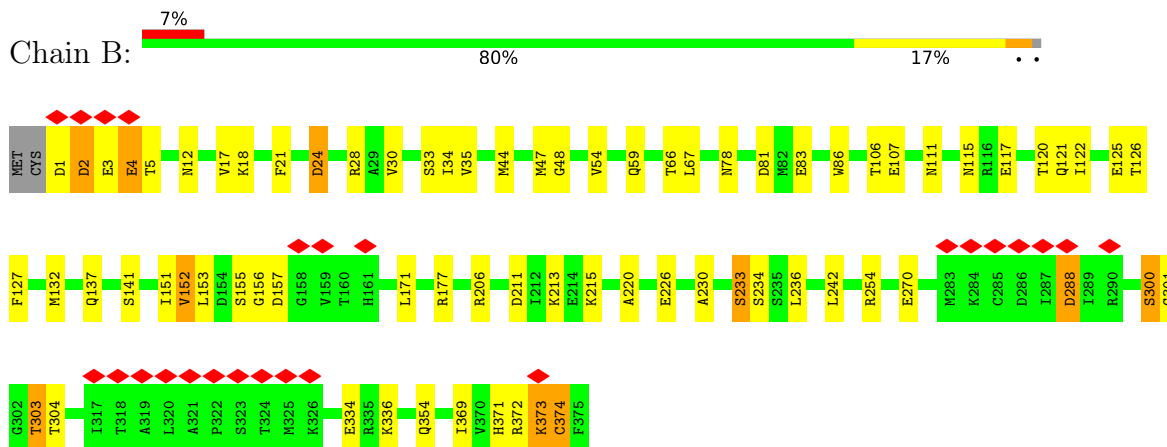 7%
Chain B:
80% 17% . .
MET CYS D1 D2 E3 E4 T5 N12 V17 K18 F21 D24 R28 A29 V30 S33 I34 V35 M44 M47 G48 V54 Q59 T66 L67 N78 D81 M82 E83 W86 T106 E107 N111 N115 R116 E117 T120 Q121 I122 E125 T126
F127 M132 Q137 S141 I151 V152 L153 D154 S155 G156 D157 G158 V159 T160 H161 L171 R177 R206 D211 I212 K213 E214 K215 A220 E226 A230 S233 S234 S235 L236 L242 R254 E270 M283 K284 C285 D286 I287 D288 I289 R290 S300 G301
G302 T303 T304 I317 T318 A319 L320 A321 P322 S323 T324 M325 K326 E334 R335 K336 Q354 I369 V370 H371 R372 K373 C374 F375